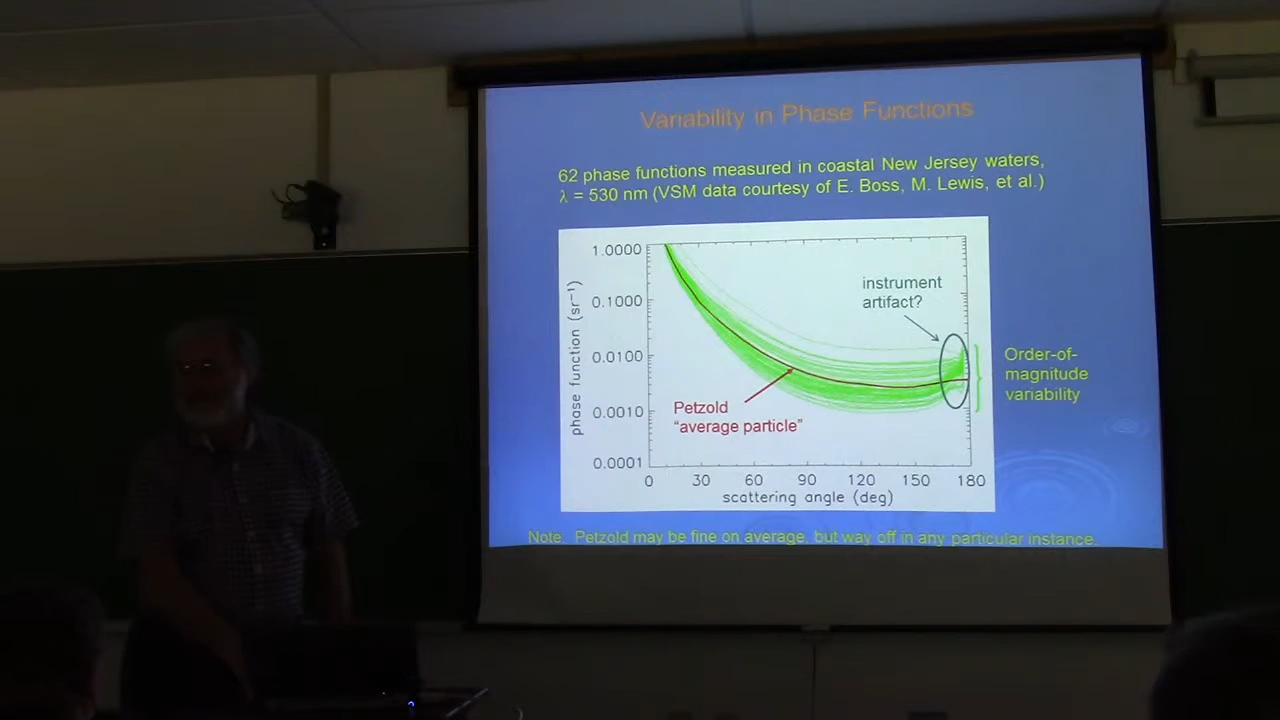 Variability in Phase Functions
62 phase functions measured in coastal New Jersey waters,
λ = 530 nm (VSM data courtesy of E. Boss, M. Lewis, et al.)
1.0000
0.1000
0.0100
0.0010
0.0001
phase function (sr⁻¹)
instrument
artifact?
Order-of-
magnitude
variability
Petzold
"average particle"
0 30 60 90 120 150 180
scattering angle (deg)
Note. Petzold may be fine on average, but way off in any particular instance.